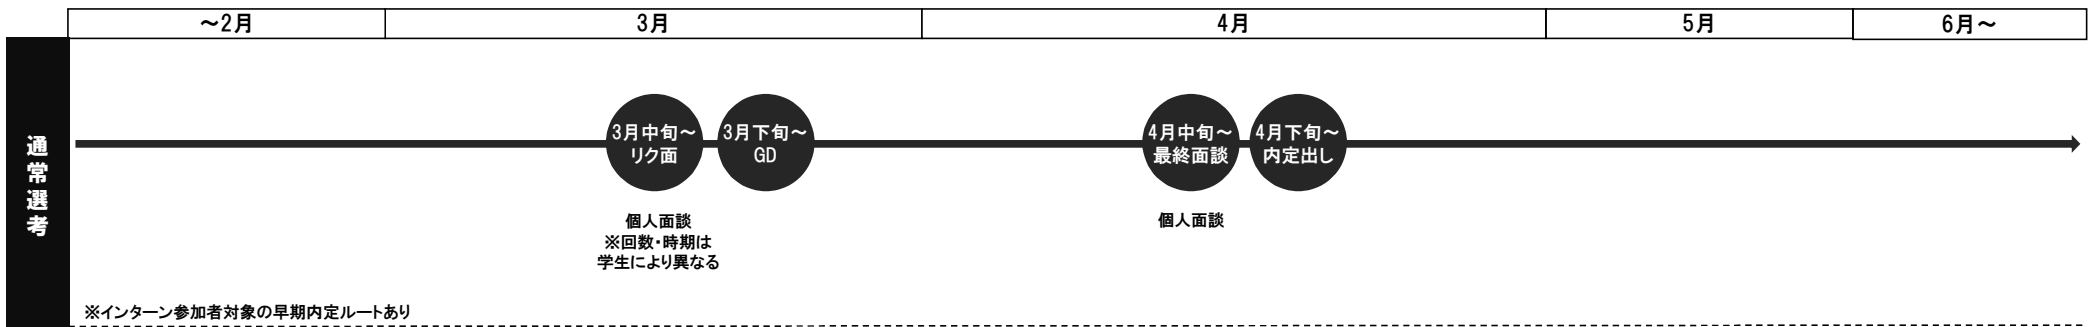 ～2月
3月
4月
5月
6月～
通常選考
3月中旬～
リク面
3月下旬～
GD
4月中旬～
最終面談
4月下旬～
内定出し
個人面談
※回数・時期は
学生により異なる
個人面談
※インターン参加者対象の早期内定ルートあり